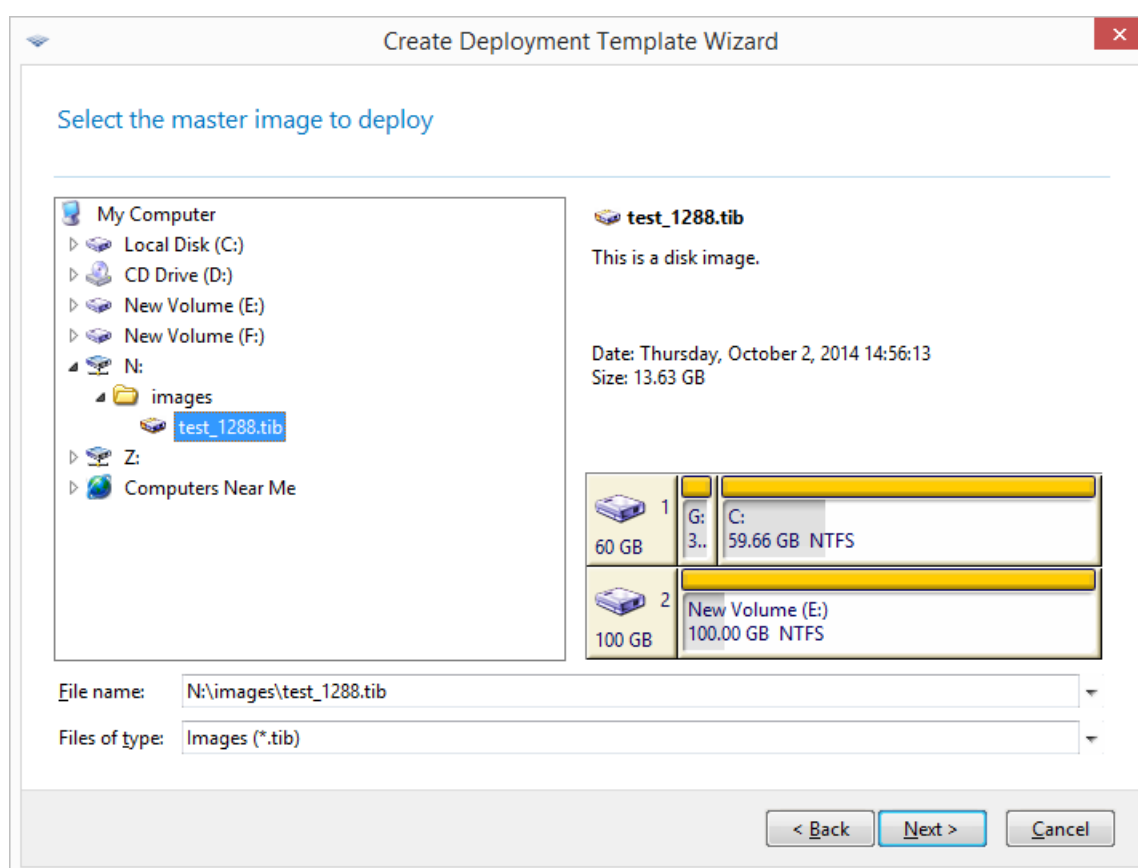 Create Deployment Template Wizard
Select the master image to deploy
My Computer
Local Disk (C:)
CD Drive (D:)
New Volume (E:)
New Volume (F:)
N:
images
test_1288.tib
Z:
Computers Near Me
test_1288.tib
This is a disk image.
Date: Thursday, October 2, 2014 14:56:13
Size: 13.63 GB
1
60 GB
G:
3..
C:
59.66 GB NTFS
2
100 GB
New Volume (E:)
100.00 GB NTFS
File name: N:\images\test_1288.tib
Files of type: Images (*.tib)
< Back Next > Cancel